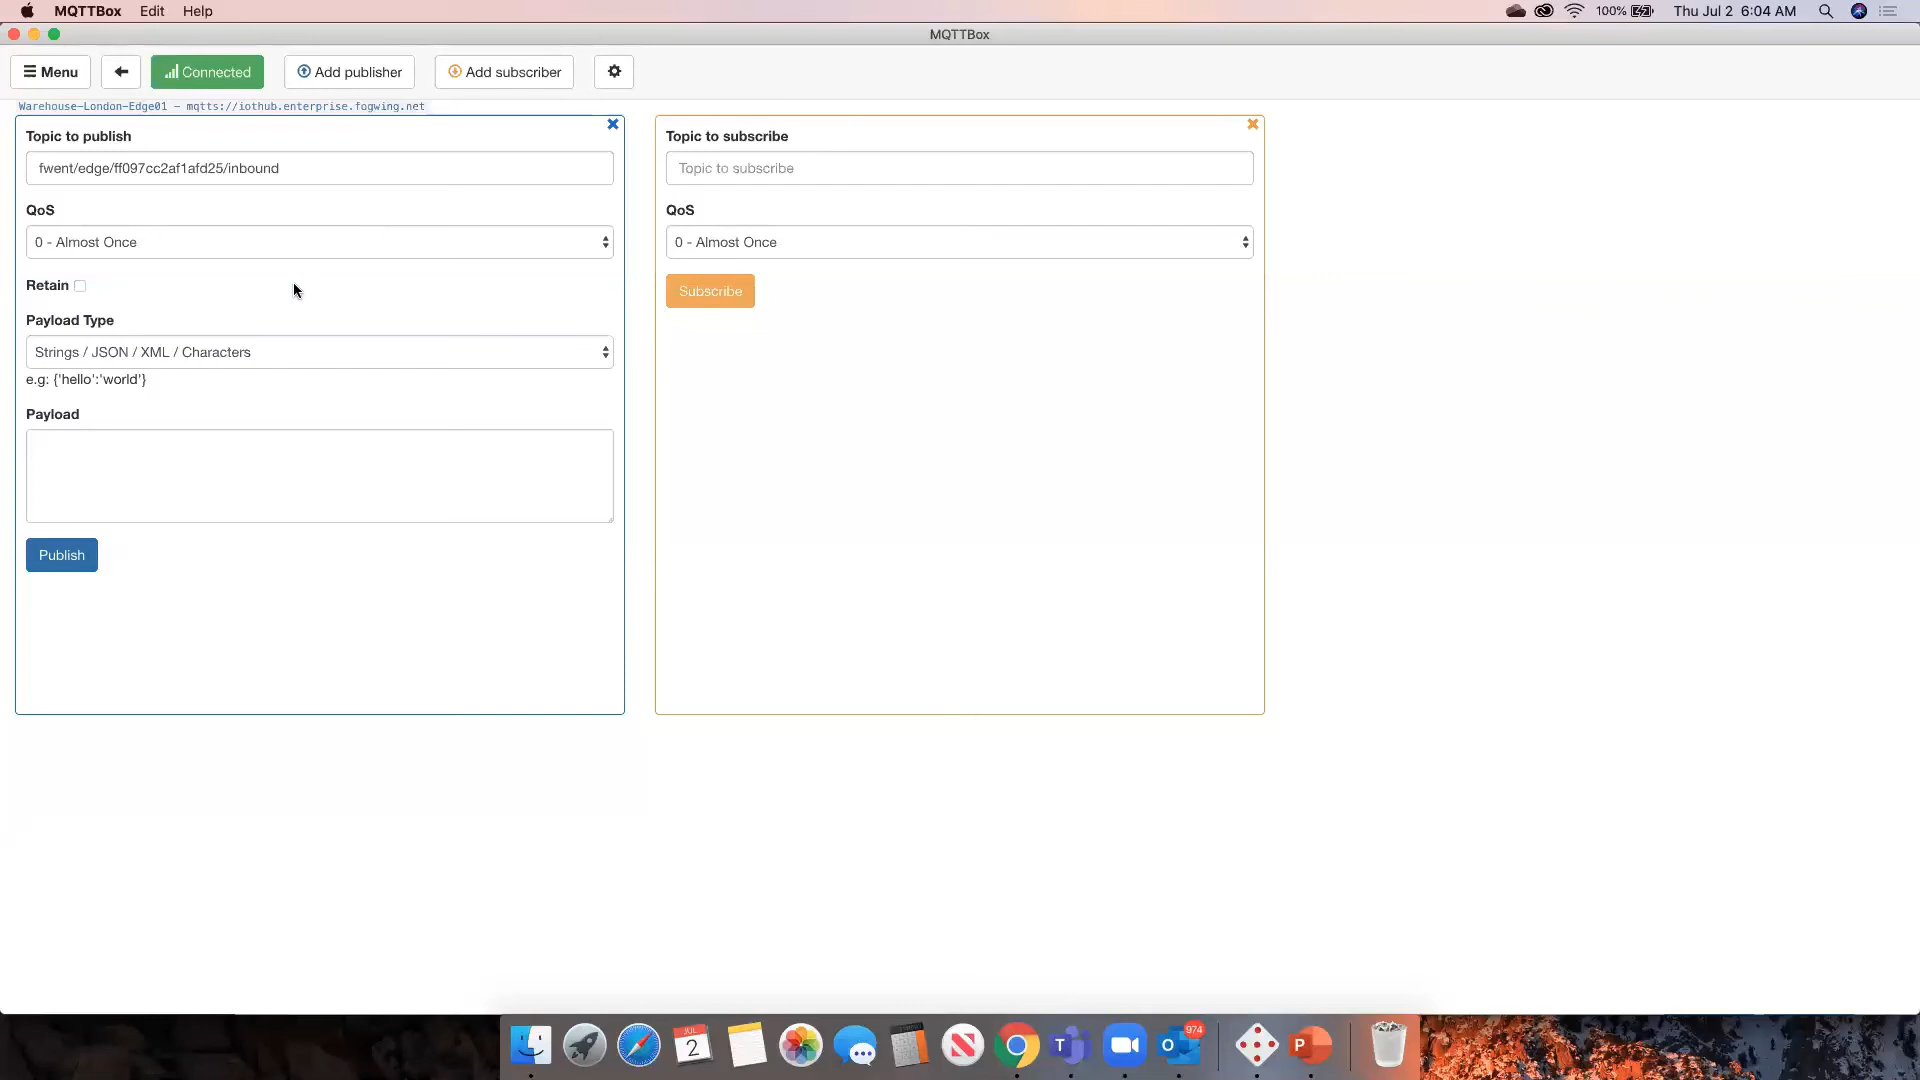 MQTTBox Edit Help 100% Thu Jul 2 6:04 AM
MQTTBox
Menu Connected Add publisher Add subscriber
Warehouse-London-Edge01 - mqtts://iothub.enterprise.fogwing.net
Topic to publish
fwent/edge/ff097cc2af1afd25/inbound
QoS
0 - Almost Once
Retain
Payload Type
Strings / JSON / XML / Characters
e.g: {'hello':'world'}
Payload
Publish
Topic to subscribe
Topic to subscribe
QoS
0 - Almost Once
Subscribe
JUL
2
T
O
974
P